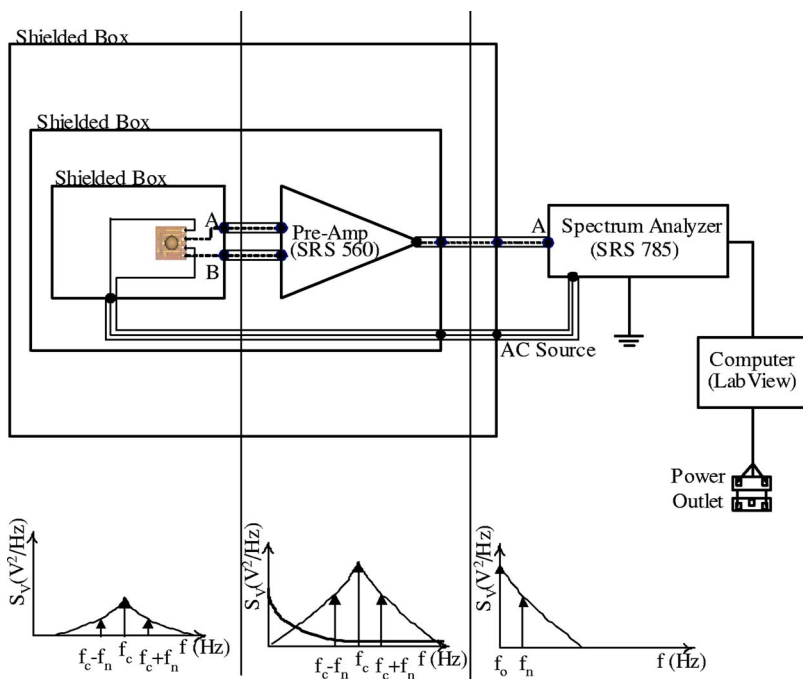 Shielded Box
Shielded Box
Shielded Box
A
B
Pre-Amp
(SRS 560)
A
Spectrum Analyzer
(SRS 785)
AC Source
Computer
(LabView)
Power
Outlet
S_V(V²/Hz)
f_c-f_n
f_c
f_c+f_n
f (Hz)
S_V(V²/Hz)
f_c-f_n
f_c
f_c+f_n
f (Hz)
S_V(V²/Hz)
f_o
f_n
f (Hz)